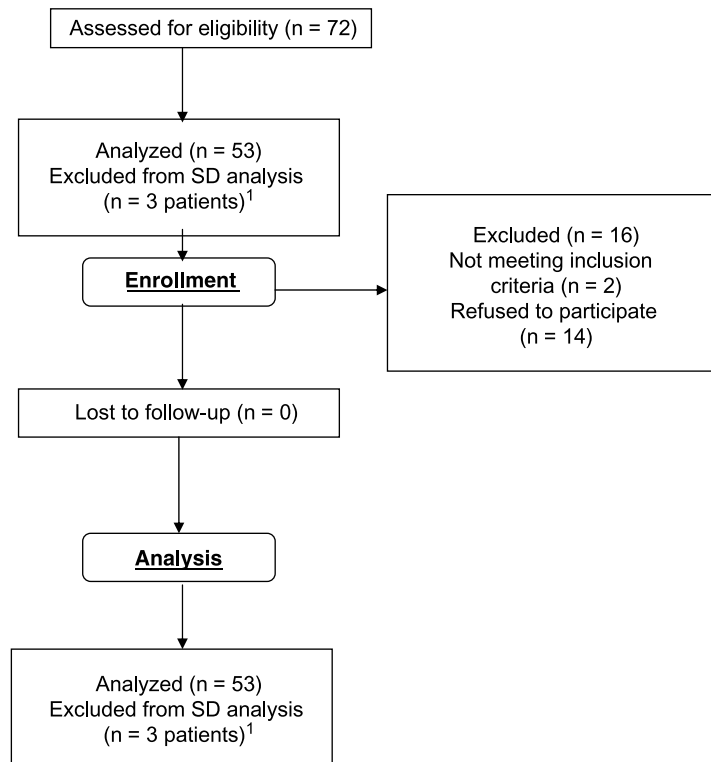 Assessed for eligibility (n = 72)
Analyzed (n = 53)
Excluded from SD analysis
(n = 3 patients)1
Enrollment
Excluded (n = 16)
Not meeting inclusion
criteria (n = 2)
Refused to participate
(n = 14)
Lost to follow-up (n = 0)
Analysis
Analyzed (n = 53)
Excluded from SD analysis
(n = 3 patients)1